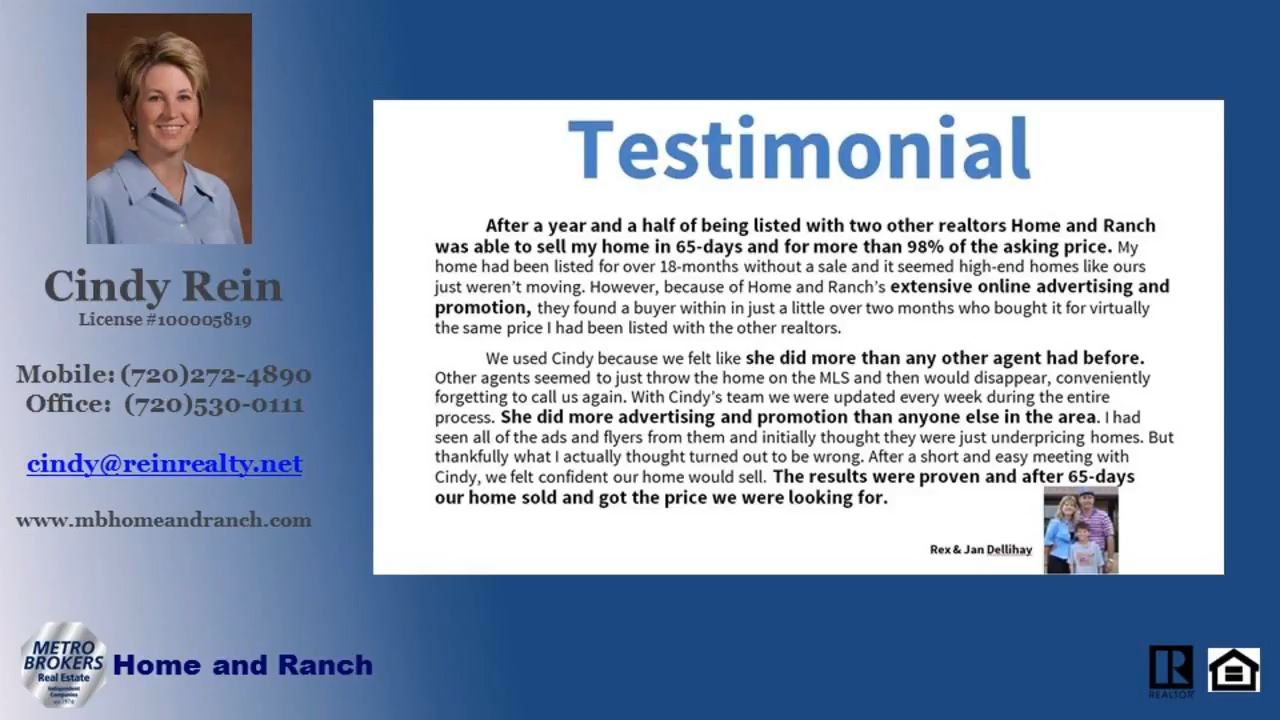 Cindy Rein
License #100005819
Mobile: (720)272-4890
Office: (720)530-0111
cindy@reinrealty.net
www.mbhomeandranch.com
METRO
BROKERS
Real Estate
Independent
Companies
Home and Ranch
Testimonial
After a year and a half of being listed with two other realtors Home and Ranch
was able to sell my home in 65-days and for more than 98% of the asking price. My
home had been listed for over 18-months without a sale and it seemed high-end homes like ours
just weren't moving. However, because of Home and Ranch's extensive online advertising and
promotion, they found a buyer within in just a little over two months who bought it for virtually
the same price I had been listed with the other realtors.
We used Cindy because we felt like she did more than any other agent had before.
Other agents seemed to just throw the home on the MLS and then would disappear, conveniently
forgetting to call us again. With Cindy's team we were updated every week during the entire
process. She did more advertising and promotion than anyone else in the area. I had
seen all of the ads and flyers from them and initially thought they were just underpricing homes. But
thankfully what I actually thought turned out to be wrong. After a short and easy meeting with
Cindy, we felt confident our home would sell. The results were proven and after 65-days
our home sold and got the price we were looking for.
Rex & Jan Dellihay
REALTOR